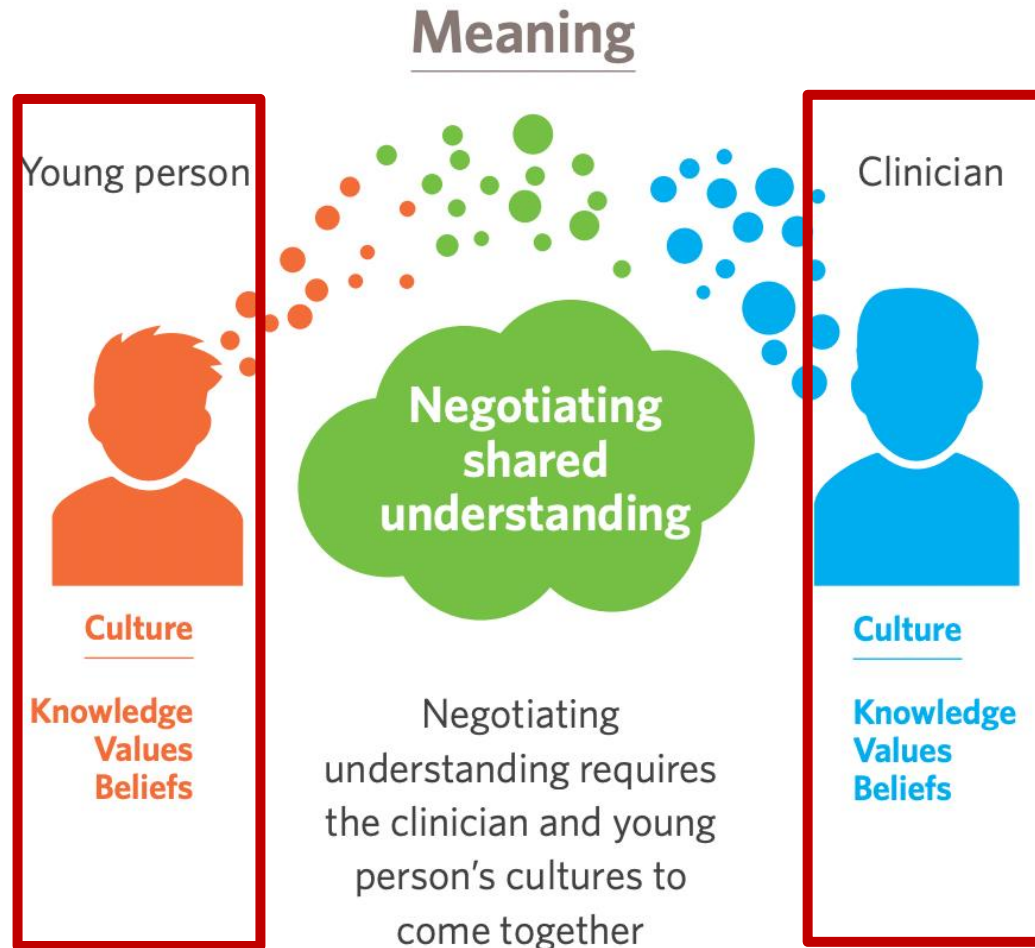 Meaning
Young person
Clinician
Negotiating
shared
understanding
Culture
Knowledge
Values
Beliefs
Culture
Knowledge
Values
Beliefs
Negotiating
understanding requires
the clinician and young
person's cultures to
come together